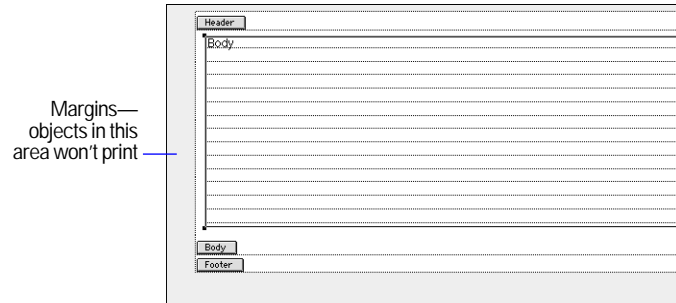 Header
Body
Margins—
objects in this
area won't print
Body
Footer